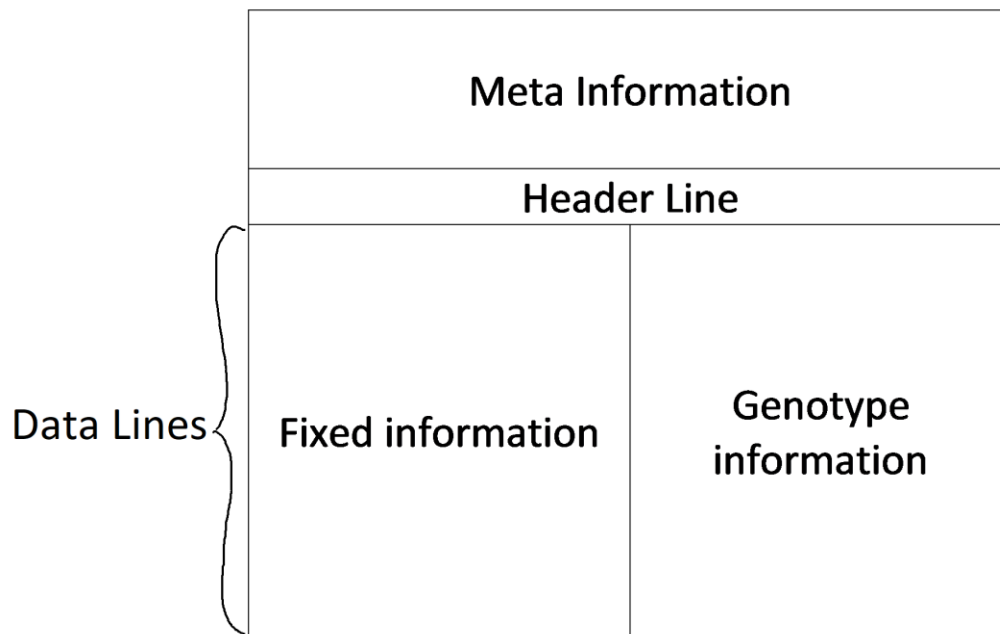 Meta Information
Header Line
Data Lines
Fixed information
Genotype
information